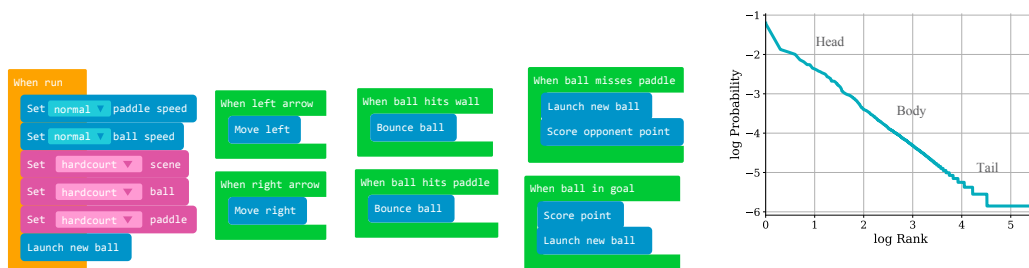 When run
Set normal paddle speed
Set normal ball speed
Set hardcourt scene
Set hardcourt ball
Set hardcourt paddle
Launch new ball
When left arrow
Move left
When right arrow
Move right
When ball hits wall
Bounce ball
When ball hits paddle
Bounce ball
When ball misses paddle
Launch new ball
Score opponent point
When ball in goal
Score point
Launch new ball
−1
−2
−3
−4
−5
−6
log Probability
Head
Body
Tail
0 1 2 3 4 5
log Rank